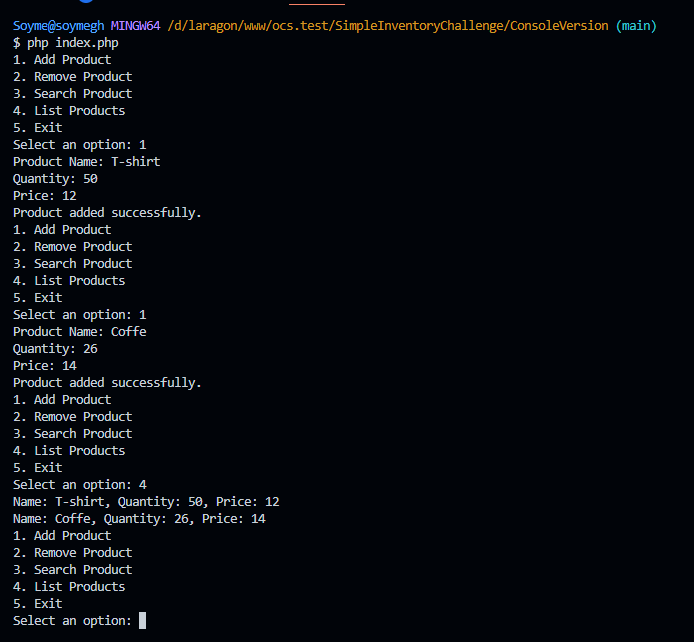 Soyme@soymegh MINGW64 /d/laragon/www/ocs.test/SimpleInventoryChallenge/ConsoleVersion (main)
$ php index.php
1. Add Product
2. Remove Product
3. Search Product
4. List Products
5. Exit
Select an option: 1
Product Name: T-shirt
Quantity: 50
Price: 12
Product added successfully.
1. Add Product
2. Remove Product
3. Search Product
4. List Products
5. Exit
Select an option: 1
Product Name: Coffe
Quantity: 26
Price: 14
Product added successfully.
1. Add Product
2. Remove Product
3. Search Product
4. List Products
5. Exit
Select an option: 4
Name: T-shirt, Quantity: 50, Price: 12
Name: Coffe, Quantity: 26, Price: 14
1. Add Product
2. Remove Product
3. Search Product
4. List Products
5. Exit
Select an option: